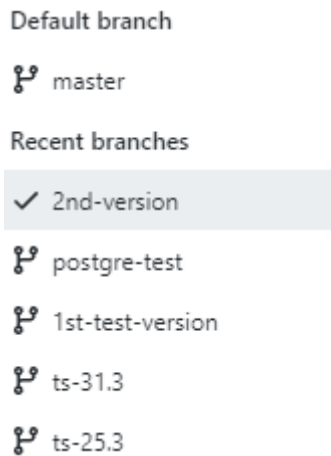 Default branch
master
Recent branches
2nd-version
postgre-test
1st-test-version
ts-31.3
ts-25.3